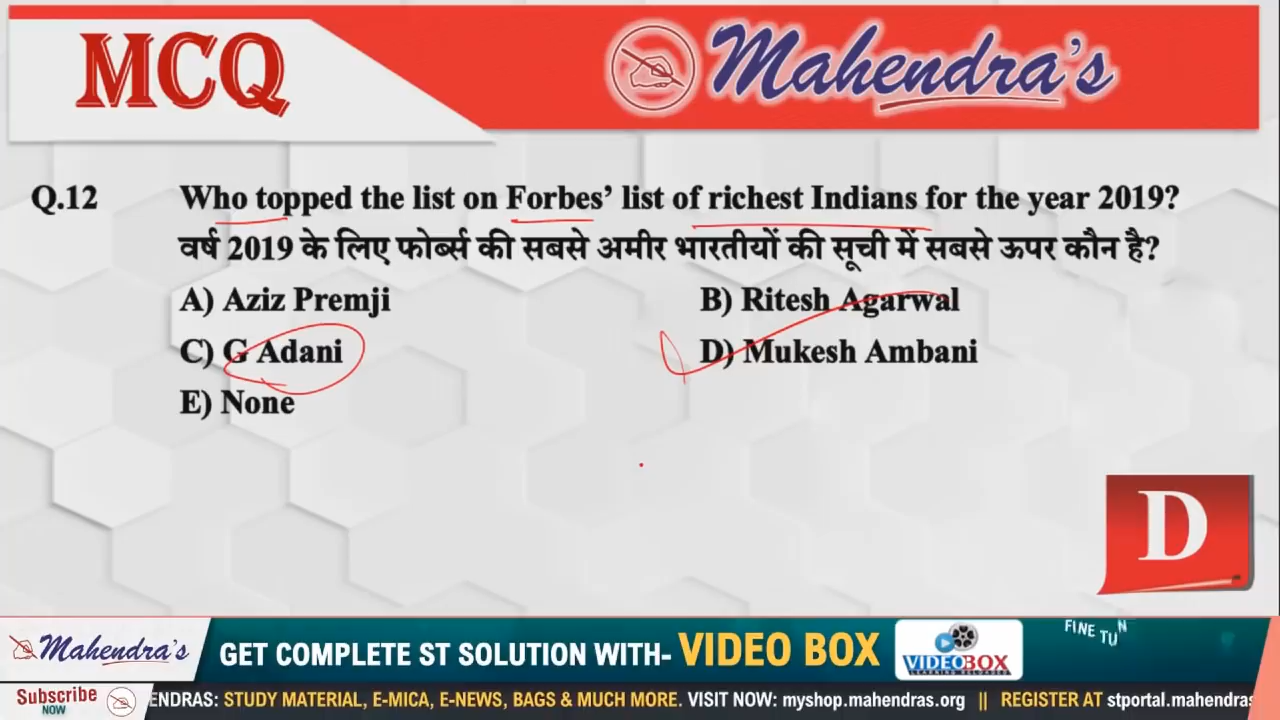 MCQ
Mahendra's
Q.12 Who topped the list on Forbes' list of richest Indians for the year 2019?
वर्ष 2019 के लिए फोर्ब्स की सबसे अमीर भारतीयों की सूची में सबसे ऊपर कौन है?
A) Aziz Premji B) Ritesh Agarwal
C) G Adani D) Mukesh Ambani
E) None
D
Mahendra's GET COMPLETE ST SOLUTION WITH- VIDEO BOX VIDEOBOX LEARNING RELOADED FINE TUN
Subscribe NOW ENDRAS: STUDY MATERIAL, E-MICA, E-NEWS, BAGS & MUCH MORE. VISIT NOW: myshop.mahendras.org || REGISTER AT stportal.mahendras